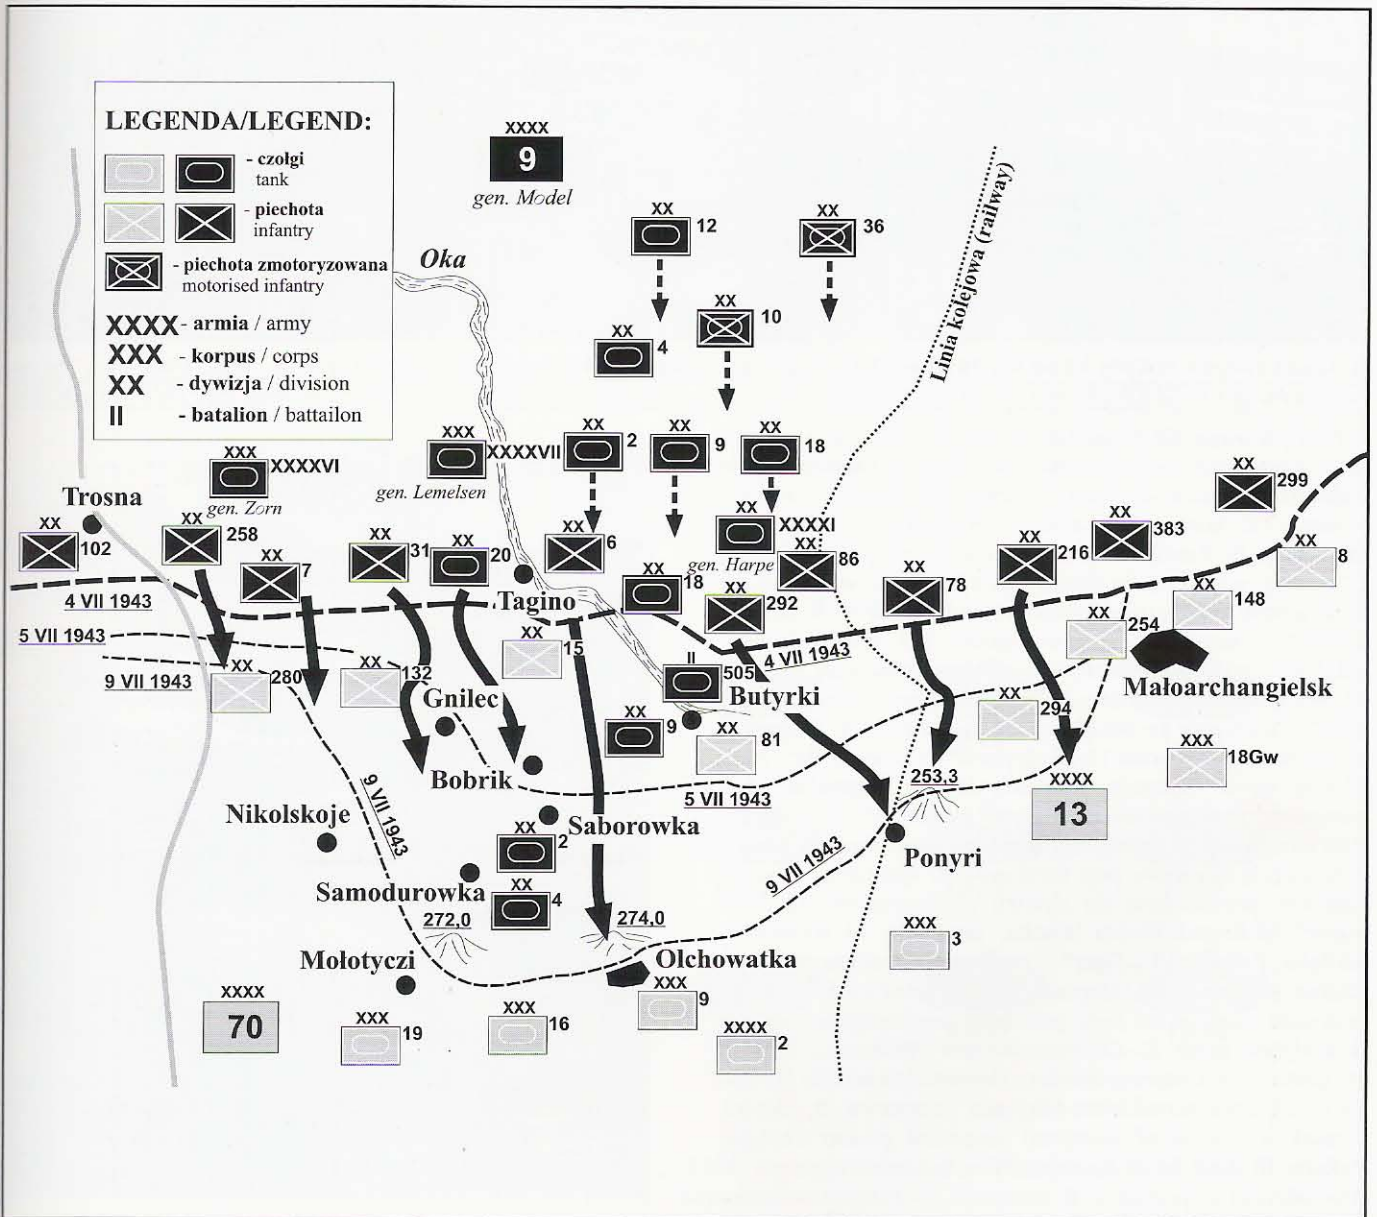 LEGENDA/LEGEND:
- czołgi
tank
- piechota
infantry
- piechota zmotoryzowana
motorised infantry
XXXX - armia / army
XXX - korpus / corps
XX - dywizja / division
II - batalion / battailon
XXXX
9
gen. Model
Oka
Linia kolejowa (railway)
XX
12
XX
36
XX
10
XX
4
XXX
XXXXVI
gen. Zorn
XXX
XXXXVII
gen. Lemelsen
XX
2
XX
9
XX
18
XX
299
Trosna
XX
102
XX
258
XX
7
XX
31
XX
20
XX
6
XX
XXXXI
gen. Harpe
XX
86
XX
18
XX
292
XX
78
XX
216
XX
383
XX
8
XX
148
XX
254
Tagino
4 VII 1943
5 VII 1943
9 VII 1943
4 VII 1943
XX
280
XX
132
XX
15
II
505
Butyrki
Małoarchangielsk
Gnilec
XX
9
XX
81
XX
294
XXX
18Gw
Bobrik
5 VII 1943
253,3
XXXX
13
9 VII 1943
Nikolskoje
Saborowka
XX
2
Ponyri
9 VII 1943
Samodurowka
XX
4
272,0
274,0
Mołotyczi
Olchowatka
XXX
3
XXXX
70
XXX
19
XXX
16
XXX
9
XXXX
2